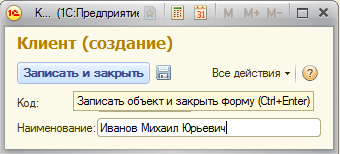 К... (1С:Предприятие
M M+ M-
Клиент (создание)
Записать и закрыть
Все действия
Код:
Записать объект и закрыть форму (Ctrl+Enter)
Наименование: Иванов Михаил Юрьевич